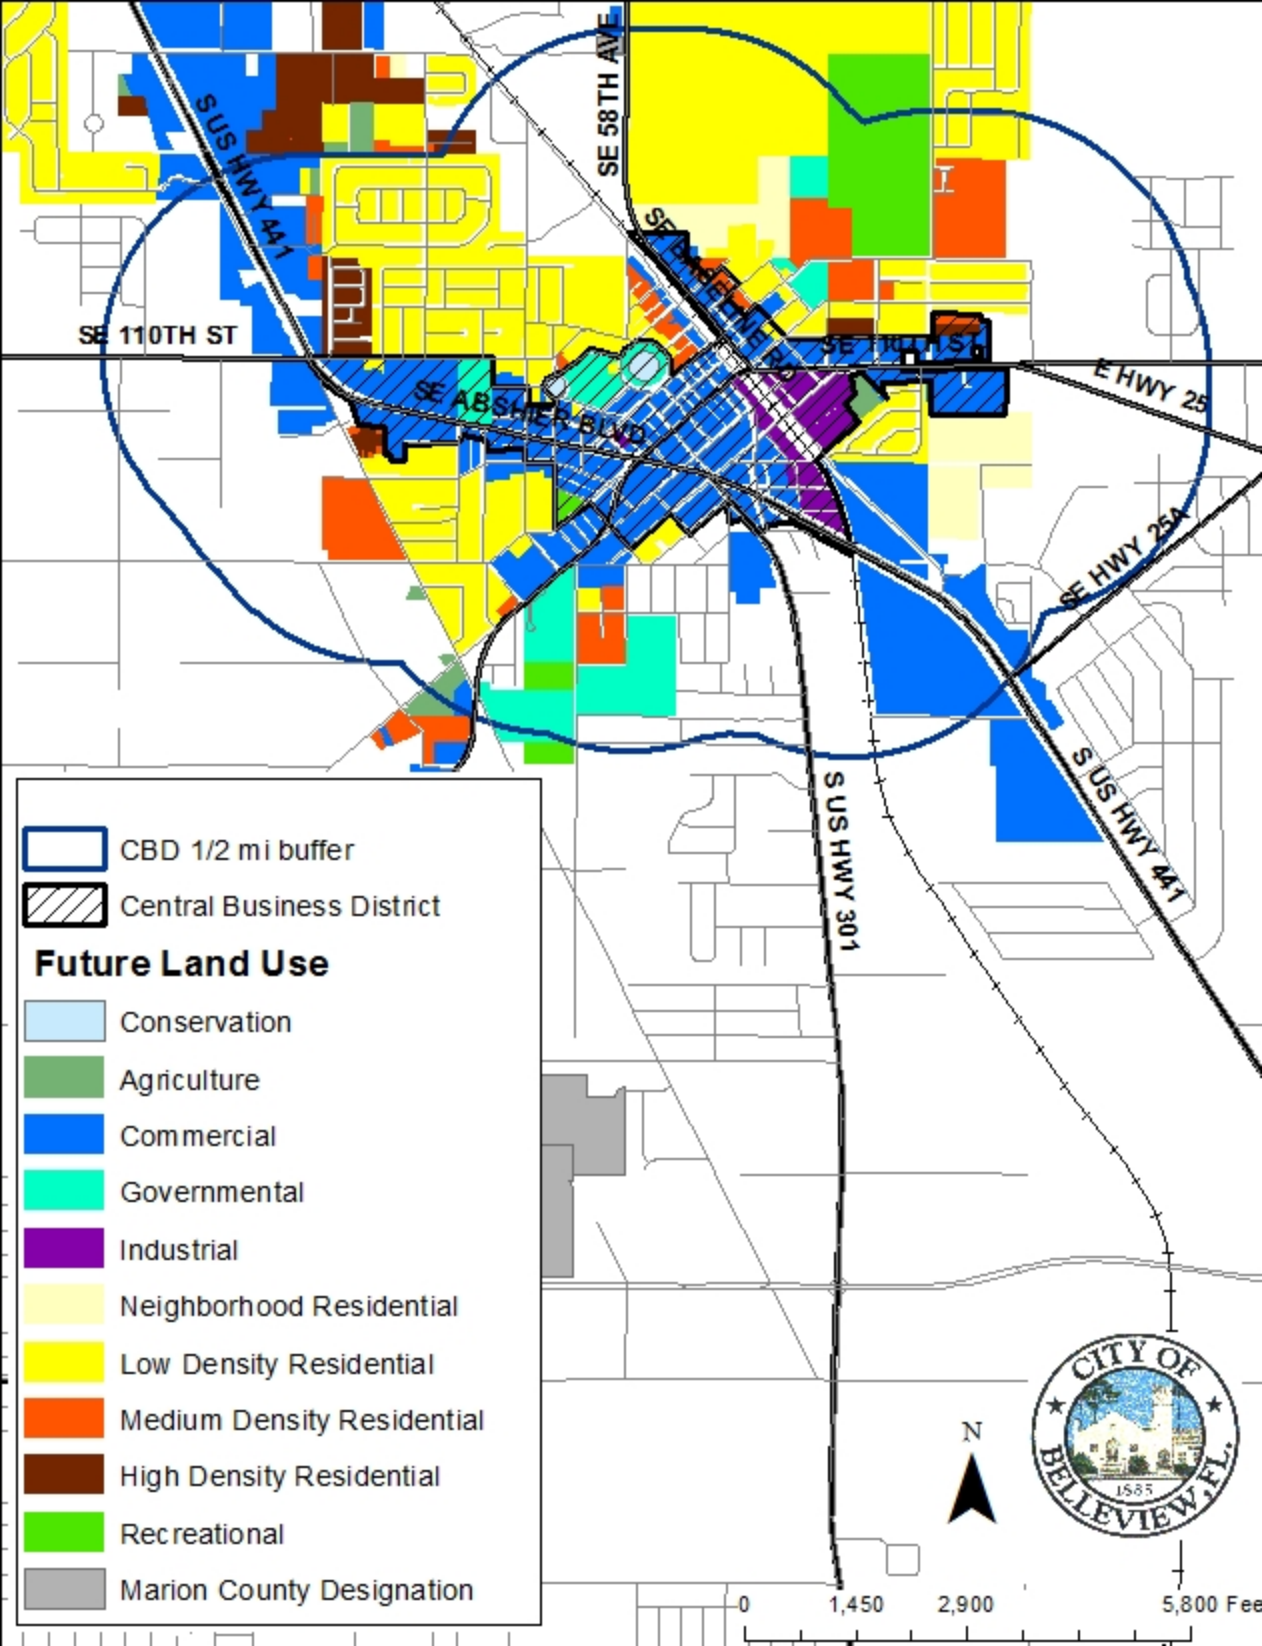 SE 58TH AVE
S US HWY 441
SE BASELINE RD
SE 110TH ST
SE 110TH ST
E HWY 25
SE ABSHIER BLVD
SE HWY 25A
S US HWY 441
S US HWY 301
CBD 1/2 mi buffer
Central Business District
Future Land Use
Conservation
Agriculture
Commercial
Governmental
Industrial
Neighborhood Residential
Low Density Residential
Medium Density Residential
High Density Residential
Recreational
Marion County Designation
CITY OF
BELLEVIEW, FL.
1885
N
0 1,450 2,900 5,800 Fee